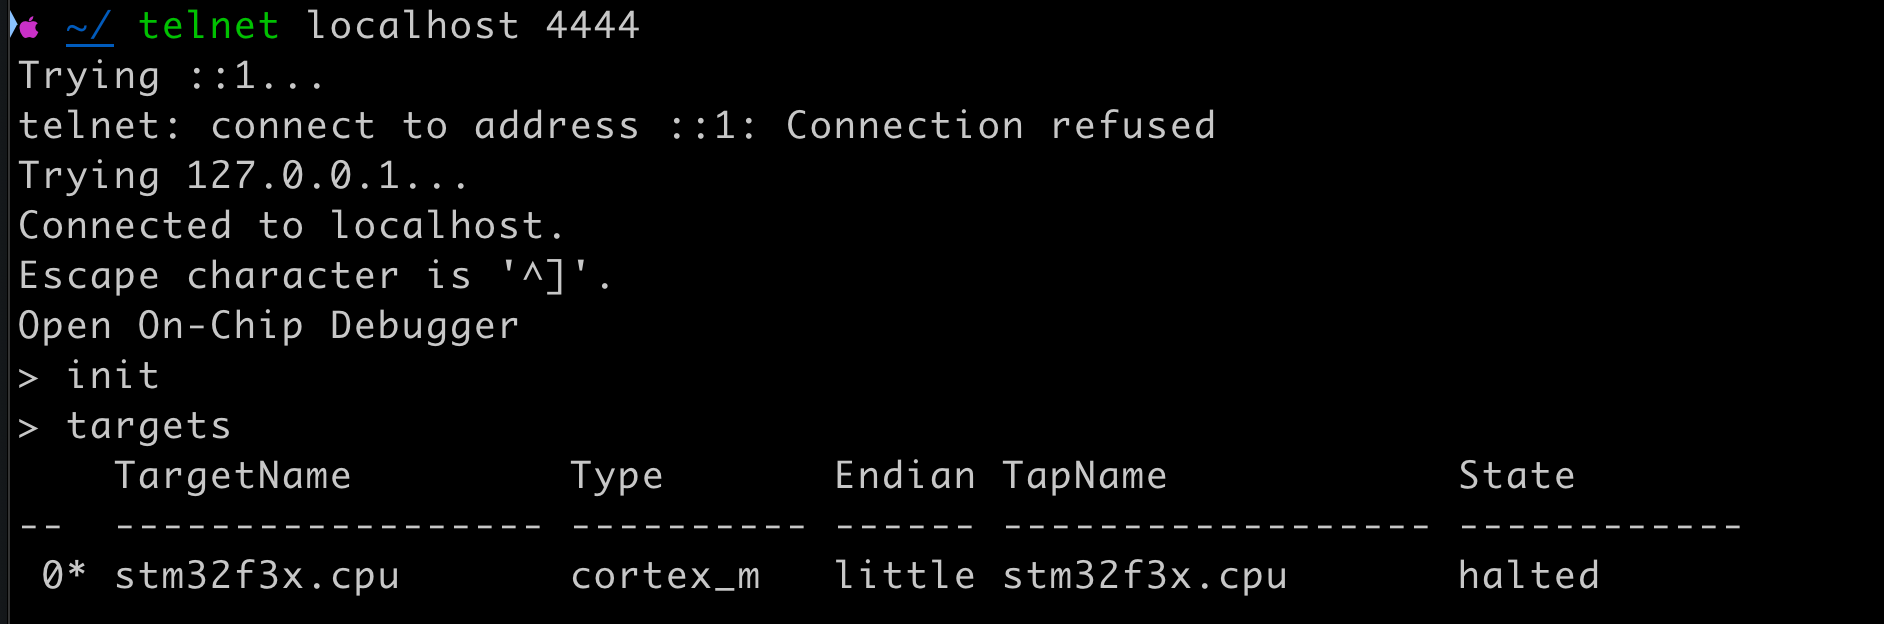 ~/ telnet localhost 4444
Trying ::1...
telnet: connect to address ::1: Connection refused
Trying 127.0.0.1...
Connected to localhost.
Escape character is '^]'.
Open On-Chip Debugger
> init
> targets
    TargetName         Type       Endian TapName            State
--  ------------------ ---------- ------ ------------------ ------------
 0* stm32f3x.cpu       cortex_m   little stm32f3x.cpu       halted